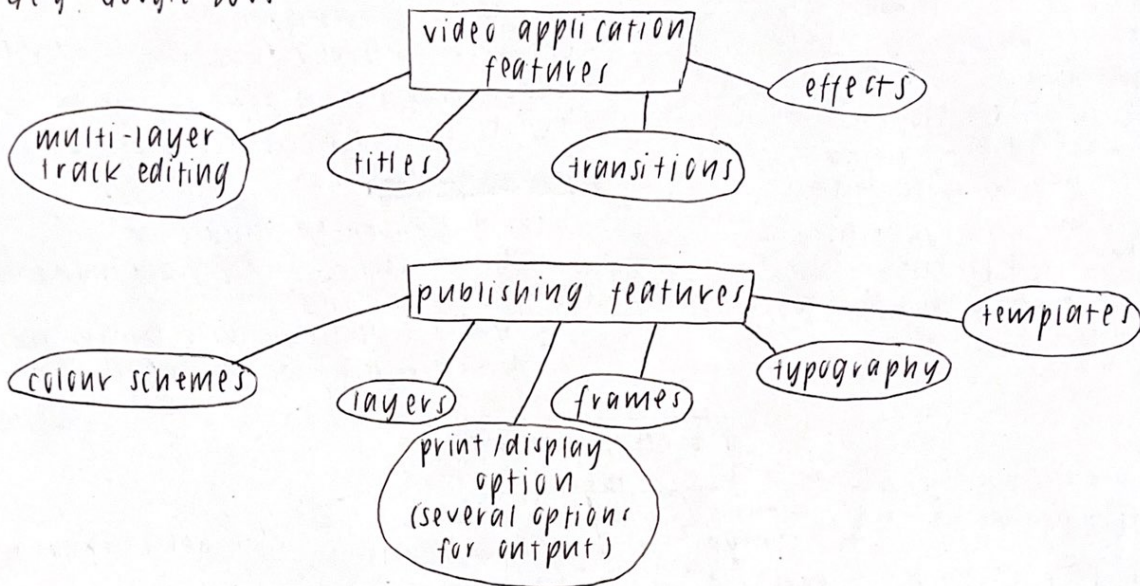 video application
features
effects
multi-layer
track editing
titles
transitions
publishing features
templates
colour schemes
layers
frames
typography
print/display
option
(several options
for output)